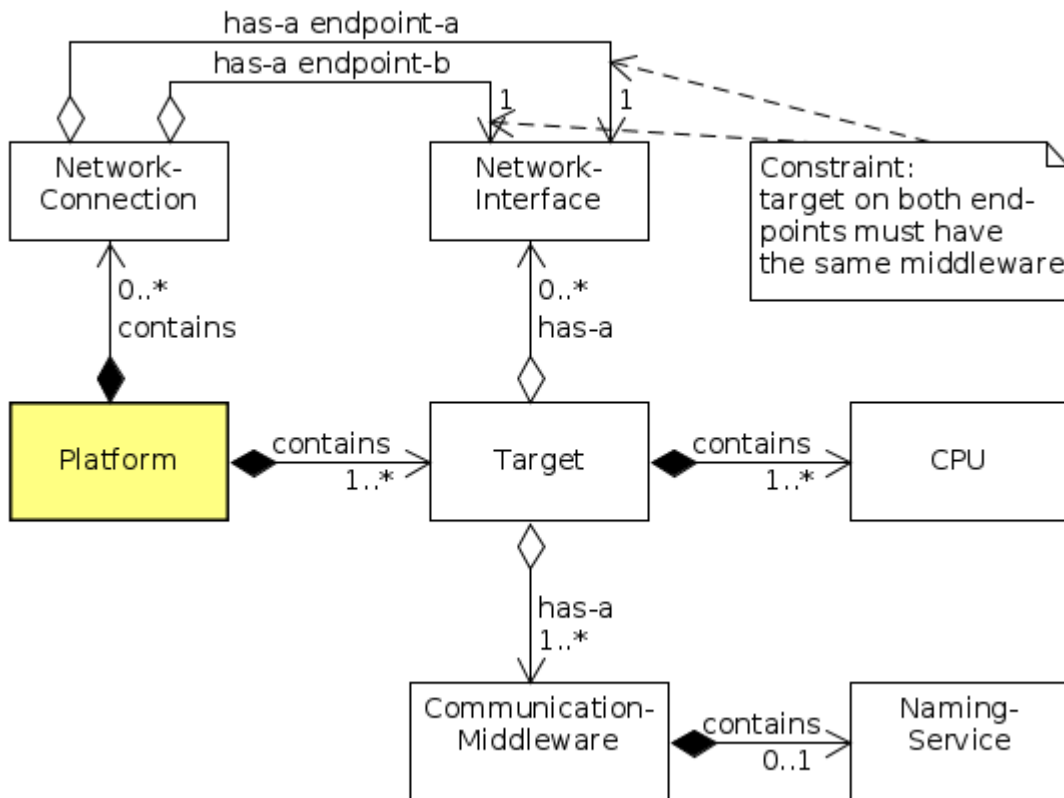 has-a endpoint-a
has-a endpoint-b
1
1
Network-
Connection
Network-
Interface
Constraint:
target on both end-
points must have
the same middleware
0..*
contains
0..*
has-a
Platform
contains
1..*
Target
contains
1..*
CPU
has-a
1..*
Communication-
Middleware
contains
0..1
Naming-
Service